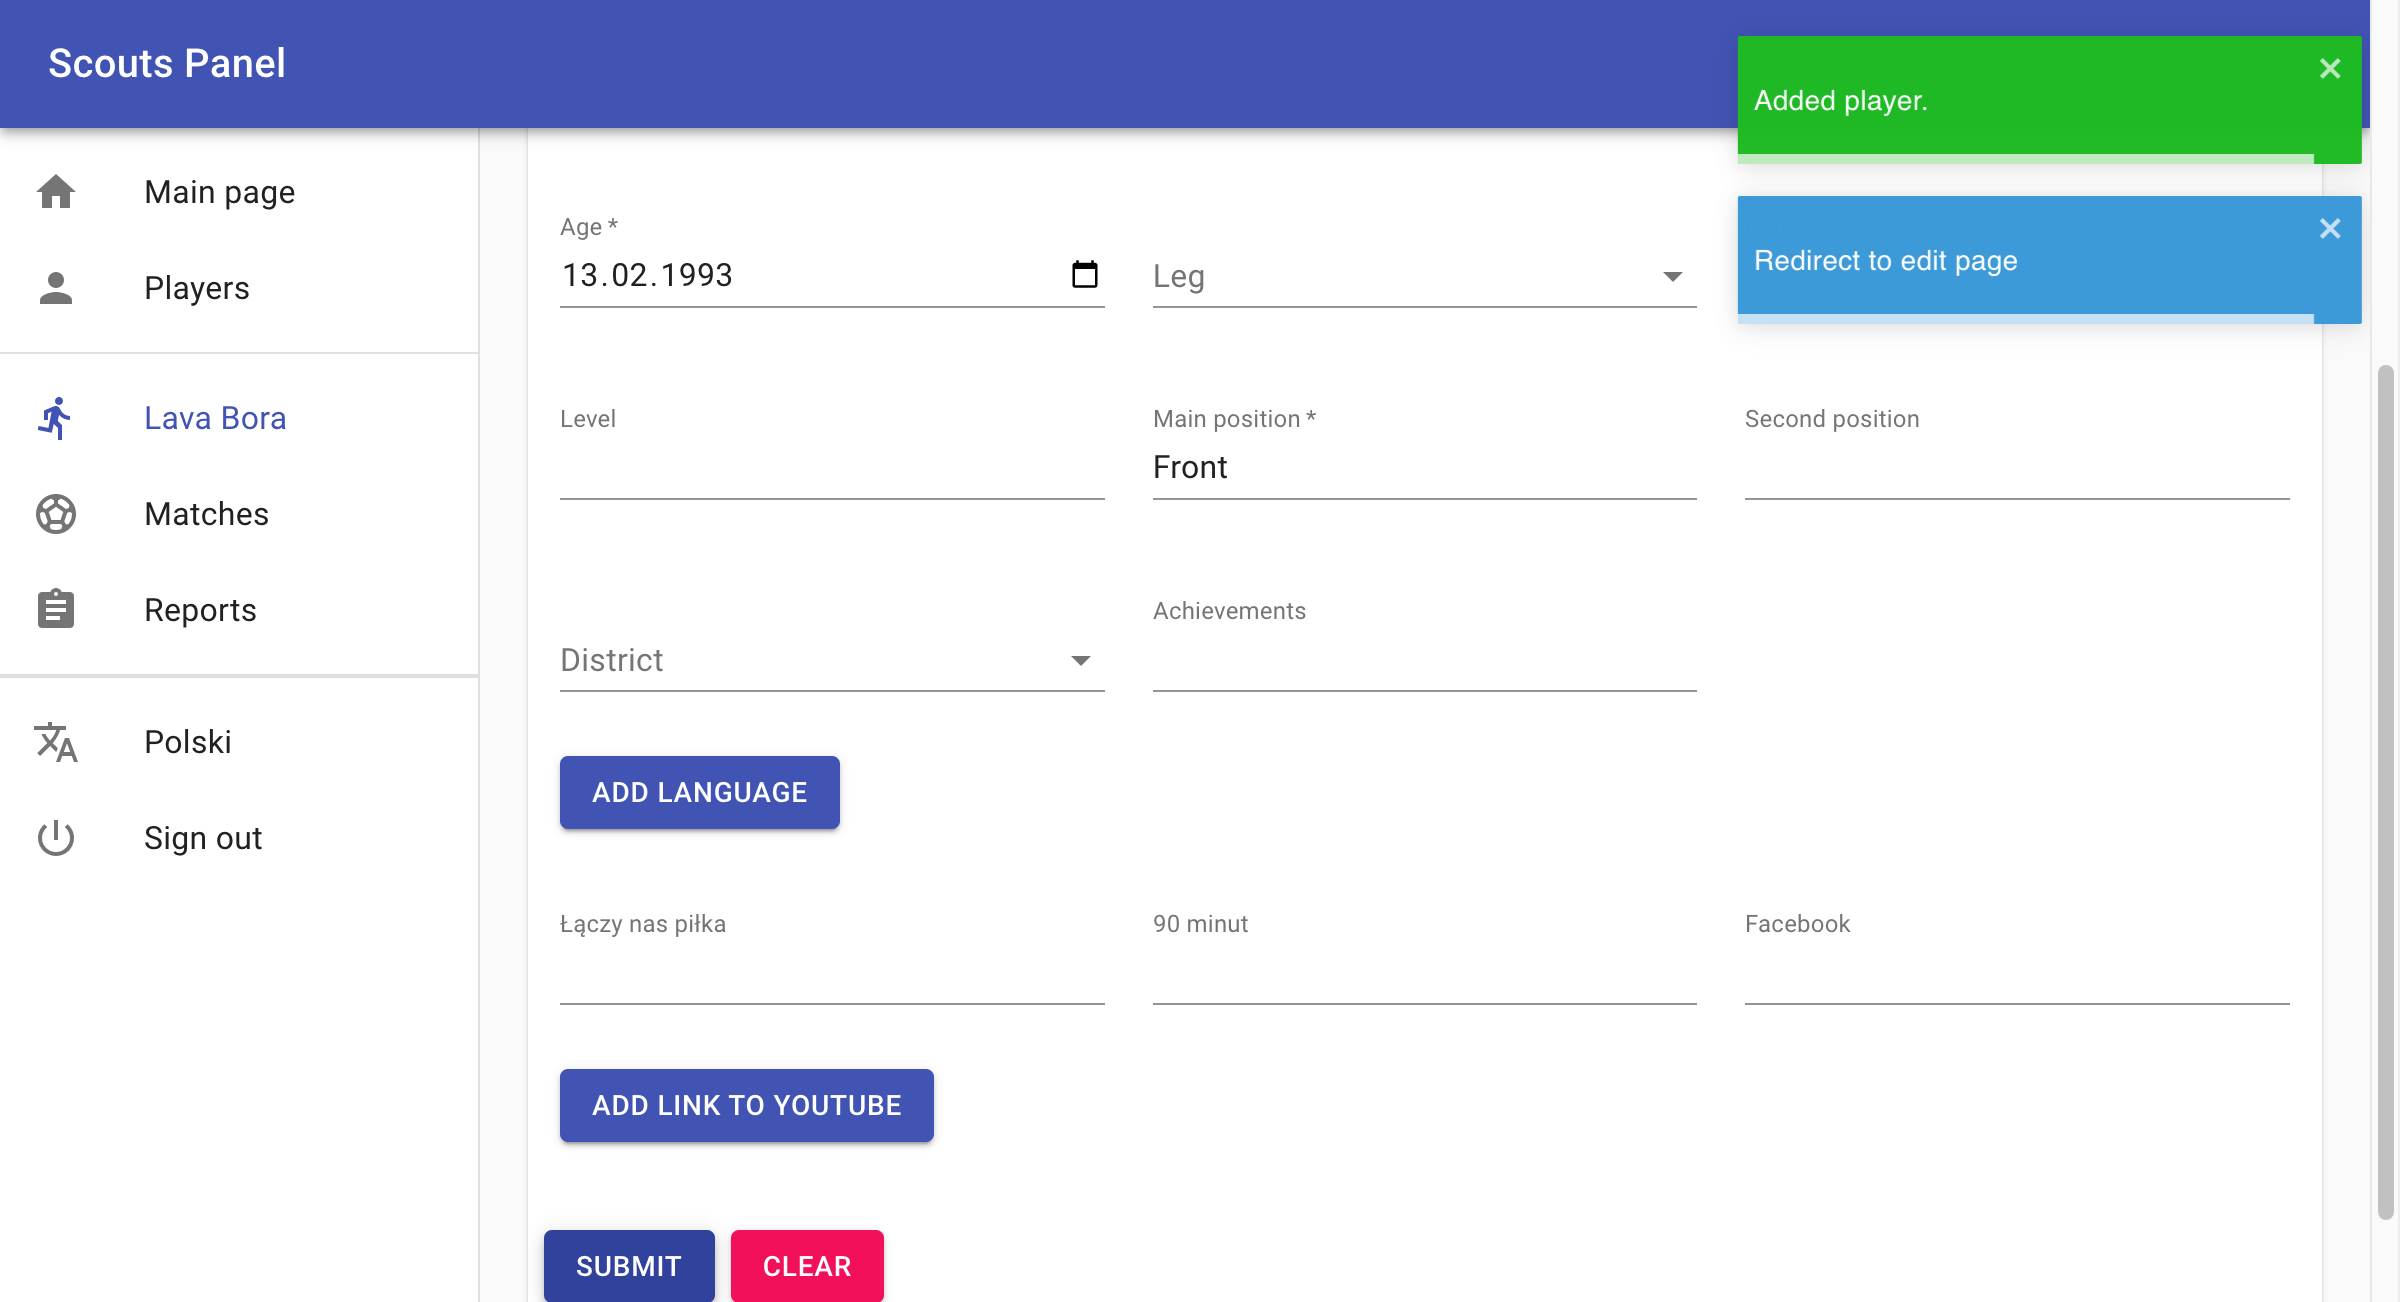 Scouts Panel
Added player.
Redirect to edit page
Main page
Players
Lava Bora
Matches
Reports
Polski
Sign out
Age *
13.02.1993
Leg
Level
Main position *
Front
Second position
District
Achievements
ADD LANGUAGE
Łączy nas piłka
90 minut
Facebook
ADD LINK TO YOUTUBE
SUBMIT
CLEAR